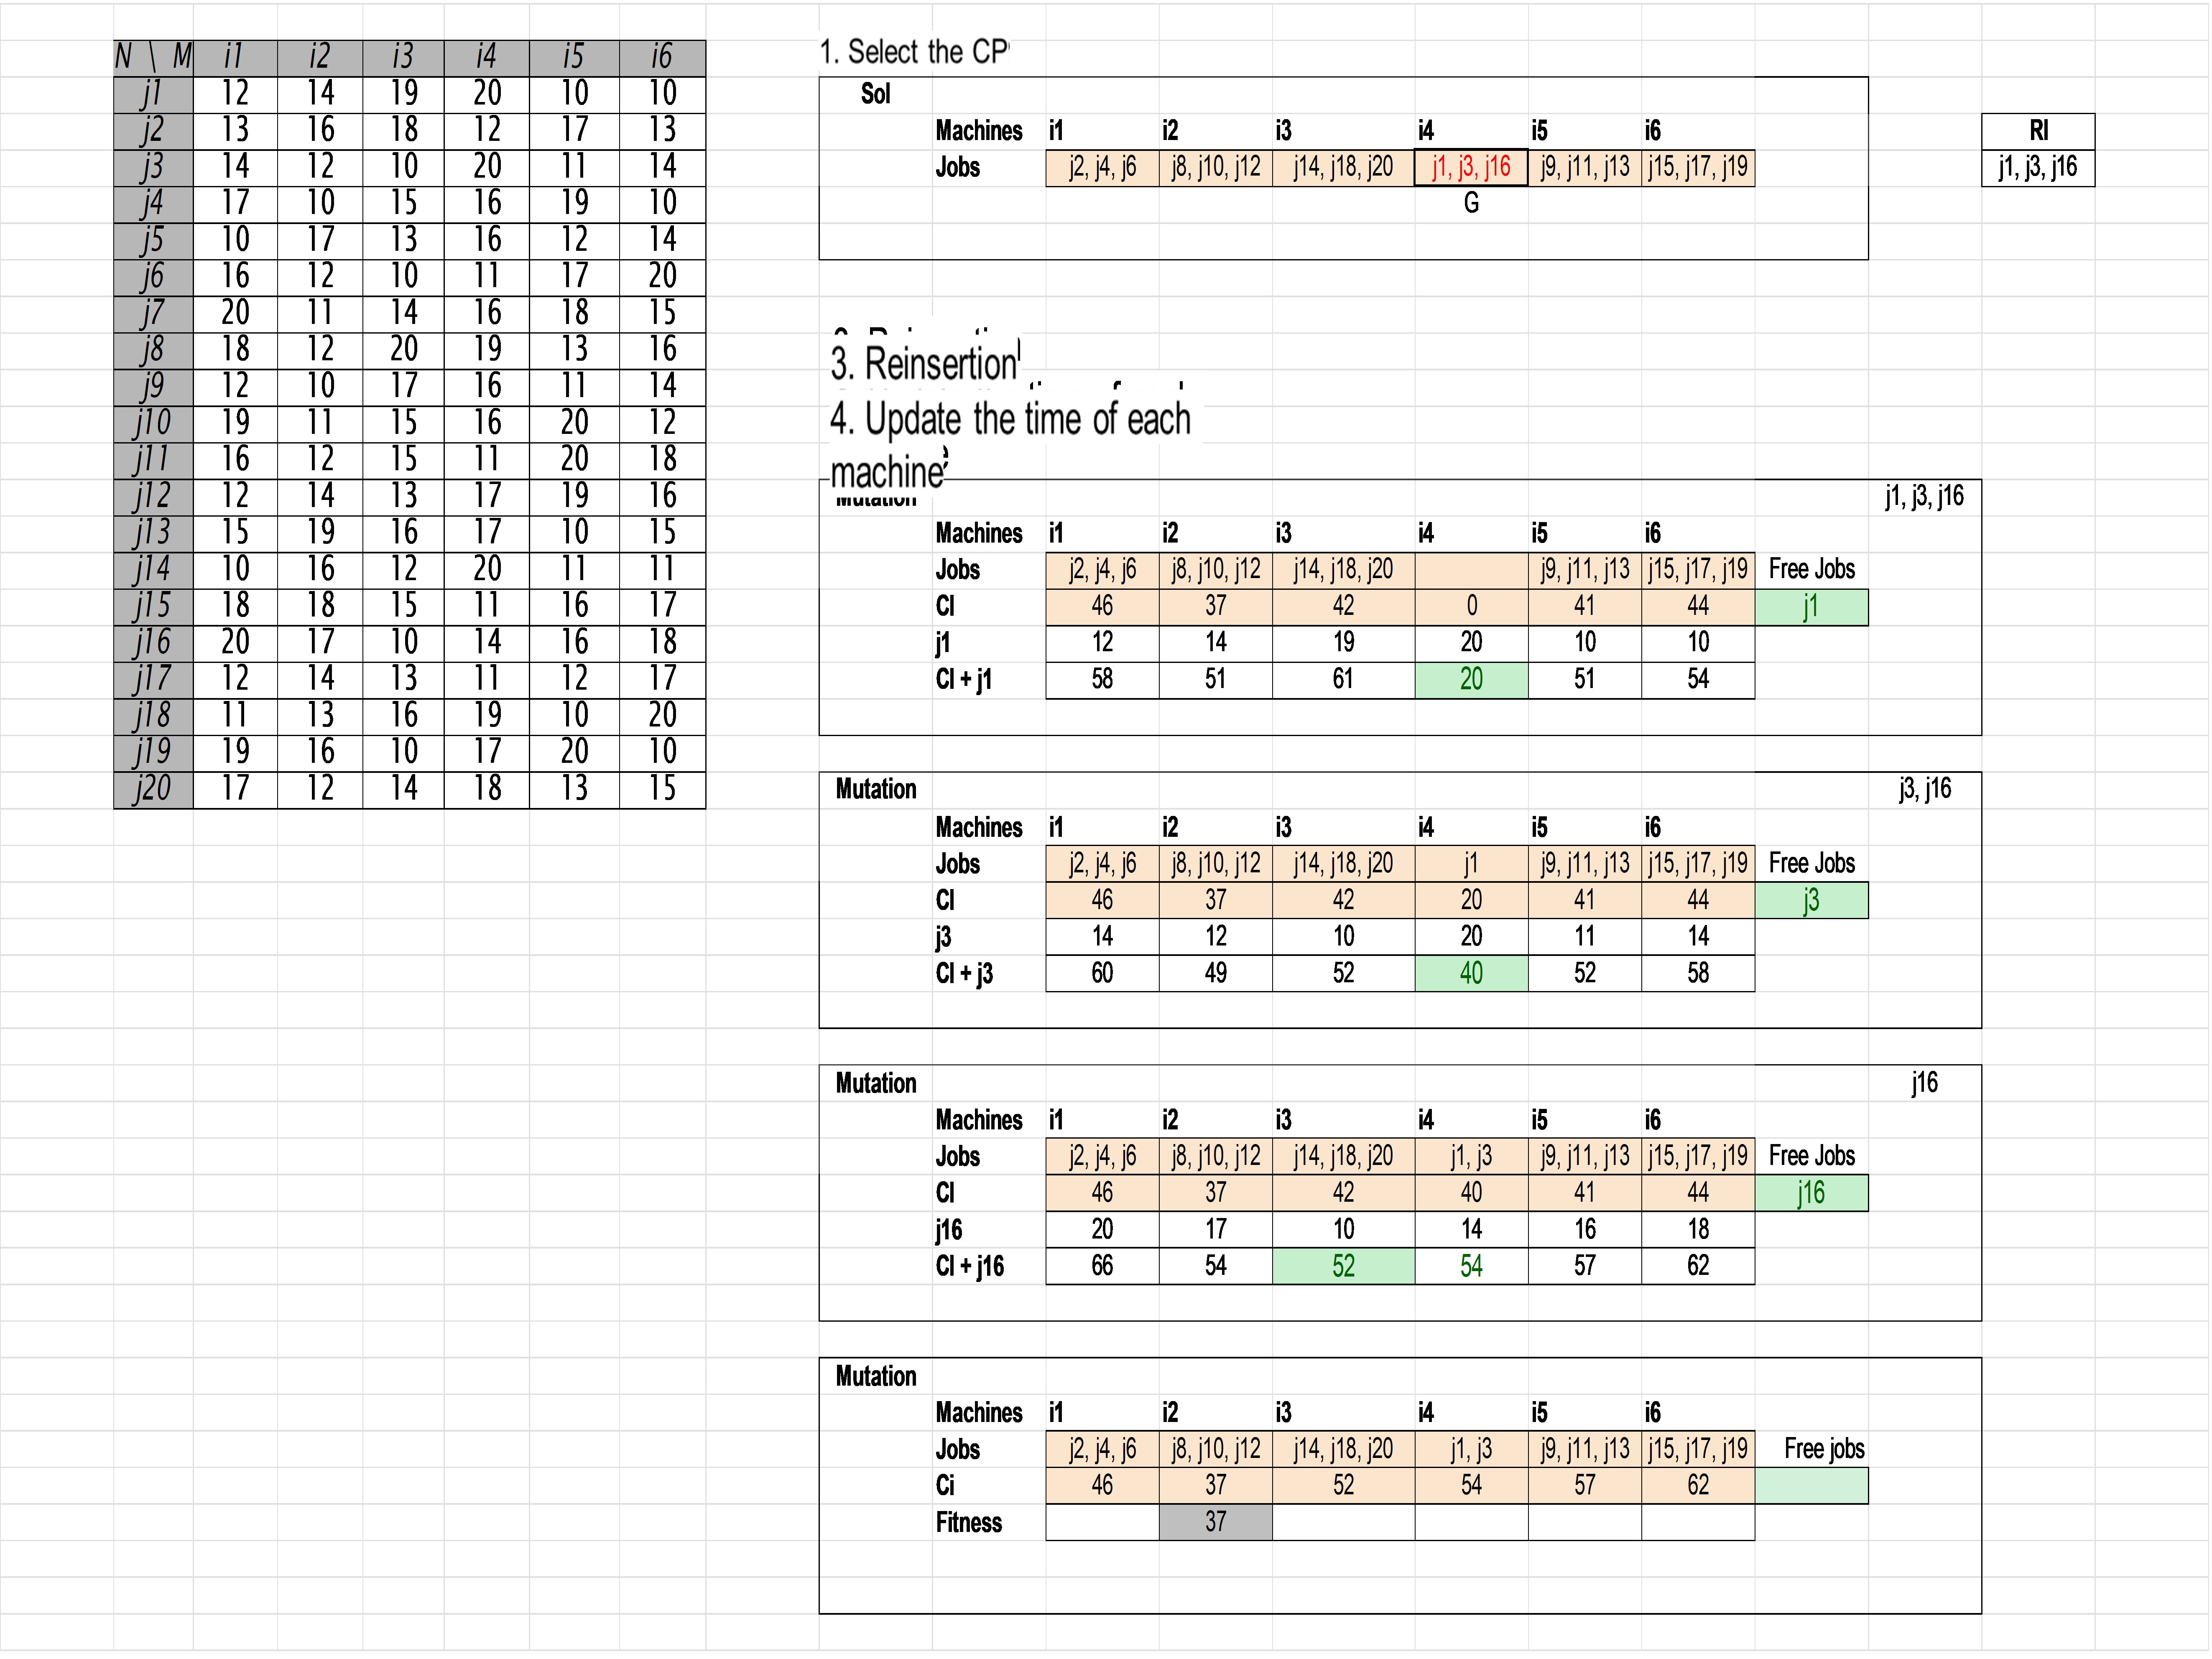 N \ M i1 i2 i3 i4 i5 i6
j1 12 14 19 20 10 10
j2 13 16 18 12 17 13
j3 14 12 10 20 11 14
j4 17 10 15 16 19 10
j5 10 17 13 16 12 14
j6 16 12 10 11 17 20
j7 20 11 14 16 18 15
j8 18 12 20 19 13 16
j9 12 10 17 16 11 14
j10 19 11 15 16 20 12
j11 16 12 15 11 20 18
j12 12 14 13 17 19 16
j13 15 19 16 17 10 15
j14 10 16 12 20 11 11
j15 18 18 15 11 16 17
j16 20 17 10 14 16 18
j17 12 14 13 11 12 17
j18 11 13 16 19 10 20
j19 19 16 10 17 20 10
j20 17 12 14 18 13 15
1. Select the CP
Sol
Machines i1 i2 i3 i4 i5 i6
Jobs j2, j4, j6 j8, j10, j12 j14, j18, j20 j1, j3, j16 j9, j11, j13 j15, j17, j19
G
RI
j1, j3, j16
3. Reinsertion
4. Update the time of each
machine
Mutation j1, j3, j16
Machines i1 i2 i3 i4 i5 i6
Jobs j2, j4, j6 j8, j10, j12 j14, j18, j20 j9, j11, j13 j15, j17, j19 Free Jobs
CI 46 37 42 0 41 44 j1
j1 12 14 19 20 10 10
CI + j1 58 51 61 20 51 54
Mutation j3, j16
Machines i1 i2 i3 i4 i5 i6
Jobs j2, j4, j6 j8, j10, j12 j14, j18, j20 j1 j9, j11, j13 j15, j17, j19 Free Jobs
CI 46 37 42 20 41 44 j3
j3 14 12 10 20 11 14
CI + j3 60 49 52 40 52 58
Mutation j16
Machines i1 i2 i3 i4 i5 i6
Jobs j2, j4, j6 j8, j10, j12 j14, j18, j20 j1, j3 j9, j11, j13 j15, j17, j19 Free Jobs
CI 46 37 42 40 41 44 j16
j16 20 17 10 14 16 18
CI + j16 66 54 52 54 57 62
Mutation
Machines i1 i2 i3 i4 i5 i6
Jobs j2, j4, j6 j8, j10, j12 j14, j18, j20 j1, j3 j9, j11, j13 j15, j17, j19 Free jobs
Ci 46 37 52 54 57 62
Fitness 37